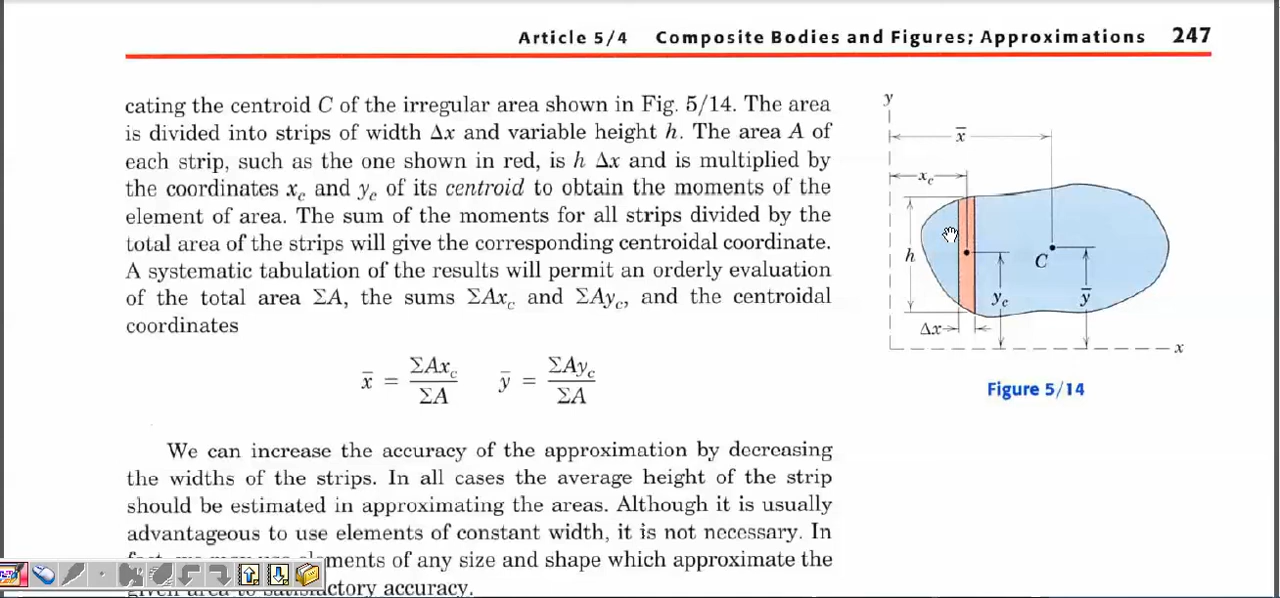 Article 5/4 Composite Bodies and Figures; Approximations 247
cating the centroid C of the irregular area shown in Fig. 5/14. The area
is divided into strips of width Δx and variable height h. The area A of
each strip, such as the one shown in red, is h Δx and is multiplied by
the coordinates x_c and y_c of its centroid to obtain the moments of the
element of area. The sum of the moments for all strips divided by the
total area of the strips will give the corresponding centroidal coordinate.
A systematic tabulation of the results will permit an orderly evaluation
of the total area ΣA, the sums ΣAx_c and ΣAy_c, and the centroidal
coordinates
x̄ = ΣAx_c / ΣA ȳ = ΣAy_c / ΣA
We can increase the accuracy of the approximation by decreasing
the widths of the strips. In all cases the average height of the strip
should be estimated in approximating the areas. Although it is usually
advantageous to use elements of constant width, it is not necessary. In
elements of any size and shape which approximate the
given area to satisfactory accuracy.
y
x̄
x_c
h
C
y_c
ȳ
Δx
x
Figure 5/14